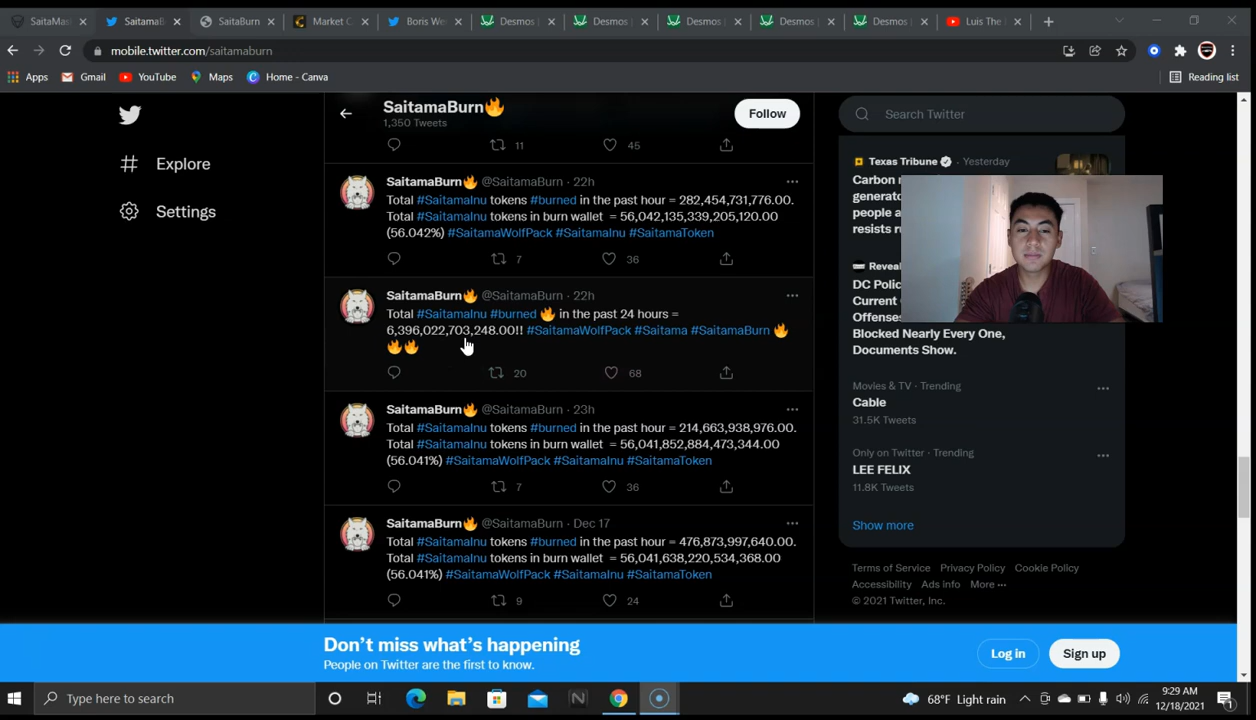 SaitaMas
SaitamaB
SaitaBurn
Market C
Boris We
Desmos
Desmos
Desmos
Desmos
Desmos
Luis The
mobile.twitter.com/saitamaburn
Apps
Gmail
YouTube
Maps
Home - Canva
Reading list
Explore
Settings
SaitamaBurn🔥
1,350 Tweets
Follow
11
45
SaitamaBurn🔥 @SaitamaBurn · 22h
Total #SaitamaInu tokens #burned in the past hour = 282,454,731,776.00.
Total #SaitamaInu tokens in burn wallet = 56,042,135,339,205,120.00
(56.042%) #SaitamaWolfPack #SaitamaInu #SaitamaToken
7
36
SaitamaBurn🔥 @SaitamaBurn · 22h
Total #SaitamaInu #burned 🔥 in the past 24 hours =
6,396,022,703,248.00!! #SaitamaWolfPack #Saitama #SaitamaBurn 🔥
🔥🔥
20
68
SaitamaBurn🔥 @SaitamaBurn · 23h
Total #SaitamaInu tokens #burned in the past hour = 214,663,938,976.00.
Total #SaitamaInu tokens in burn wallet = 56,041,852,884,473,344.00
(56.041%) #SaitamaWolfPack #SaitamaInu #SaitamaToken
7
36
SaitamaBurn🔥 @SaitamaBurn · Dec 17
Total #SaitamaInu tokens #burned in the past hour = 476,873,997,640.00.
Total #SaitamaInu tokens in burn wallet = 56,041,638,220,534,368.00
(56.041%) #SaitamaWolfPack #SaitamaInu #SaitamaToken
9
24
Search Twitter
Texas Tribune · Yesterday
Carbon
genera
people a
resists r
Revea
DC Polic
Current
Offenses
Blocked Nearly Every One,
Documents Show.
Movies & TV · Trending
Cable
31.5K Tweets
Only on Twitter · Trending
LEE FELIX
11.8K Tweets
Show more
Terms of Service Privacy Policy Cookie Policy
Accessibility Ads info More ···
© 2021 Twitter, Inc.
Don't miss what's happening
People on Twitter are the first to know.
Log in
Sign up
Type here to search
68°F Light rain
9:29 AM
12/18/2021
1